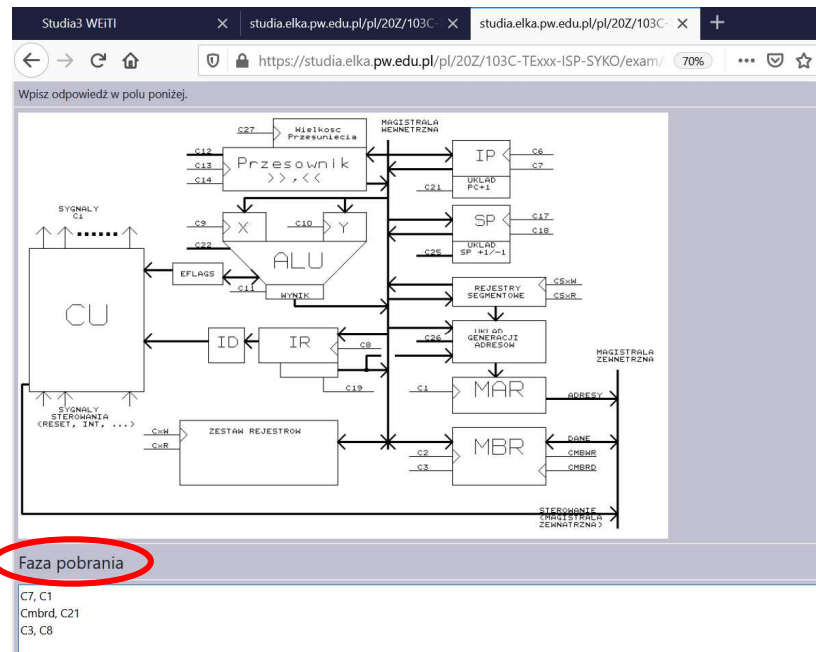 Studia3 WEiTI
studia.elka.pw.edu.pl/pl/20Z/103C-
studia.elka.pw.edu.pl/pl/20Z/103C-
https://studia.elka.pw.edu.pl/pl/20Z/103C-TExxx-ISP-SYKO/exam/
70%
Wpisz odpowiedź w polu poniżej.
C27
Wielkosc
Przesuniecia
MAGISTRALA
WEWNETRZNA
C12
C13
C14
Przesownik
>>,<<
IP
C6
C7
C21
UKLAD
PC+1
SYGNALY
Ci
C9
X
C10
Y
SP
C17
C18
C22
ALU
C25
UKLAD
SP +1/-1
EFLAGS
C11
WYNIK
REJESTRY
SEGMENTOWE
CSxW
CSxR
CU
ID
IR
C8
C26
UKLAD
GENERACJI
ADRESOW
MAGISTRALA
ZEWNETRZNA
C19
C1
MAR
ADRESY
SYGNALY
STEROWANIA
(RESET, INT, ...)
CxW
CxR
ZESTAW REJESTROW
C2
C3
MBR
DANE
CMBWR
CMBRD
STEROWANIE
(MAGISTRALA
ZEWNATRZNA)
Faza pobrania
C7, C1
Cmbrd, C21
C3, C8